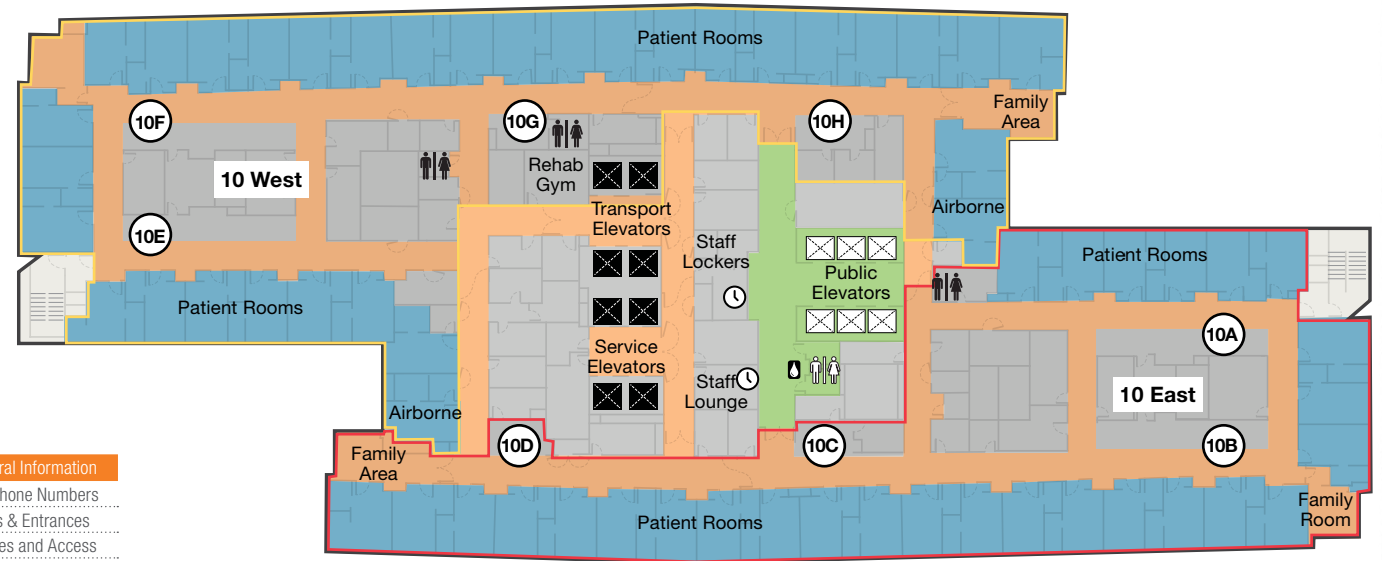 Patient Rooms
Family
Area
10F
10G
10H
Rehab
Gym
10 West
Transport
Elevators
Airborne
10E
Staff
Lockers
Public
Elevators
Patient Rooms
Patient Rooms
10A
Service
Elevators
Staff
Lounge
10 East
Airborne
10D
10C
10B
Family
Area
Patient Rooms
Family
Room
ral Information
hone Numbers
s & Entrances
es and Access